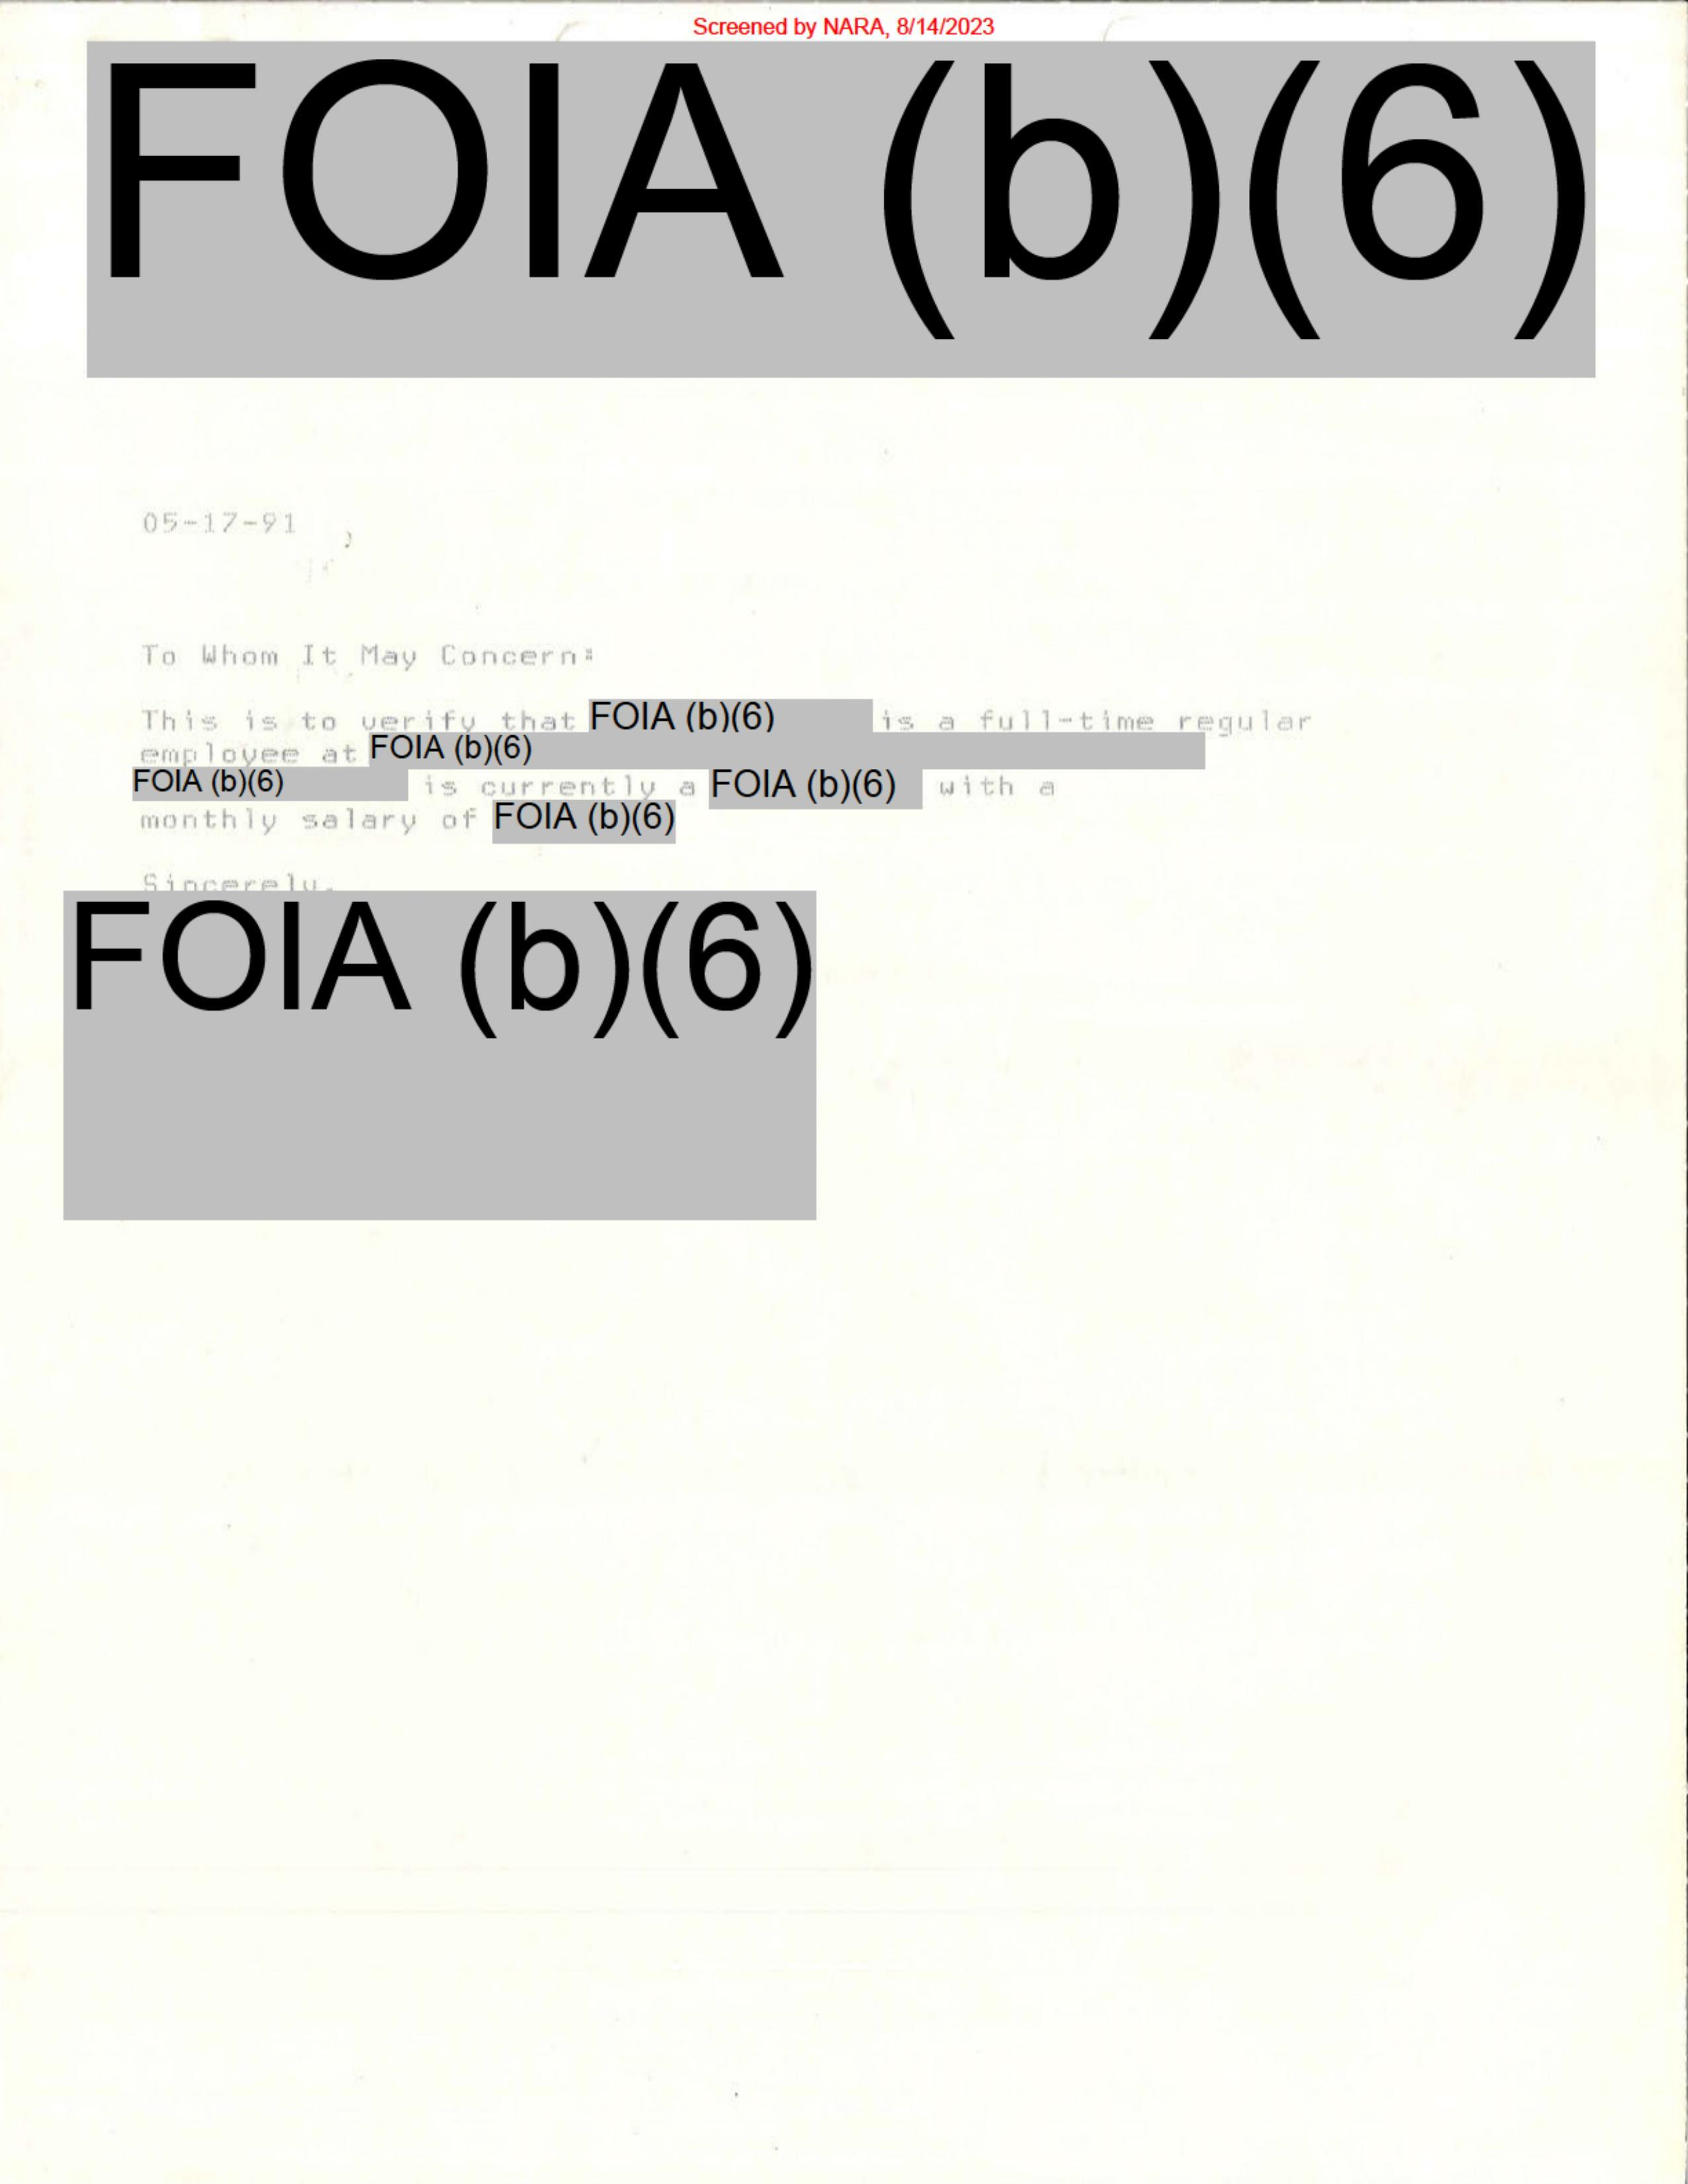 Screened by NARA, 8/14/2023
FOIA (b)(6)
05-17-91
To Whom It May Concern:
This is to verify that FOIA (b)(6) is a full-time regular
employee at FOIA (b)(6)
FOIA (b)(6) is currently a FOIA (b)(6) with a
monthly salary of FOIA (b)(6)
Sincerely,
FOIA (b)(6)